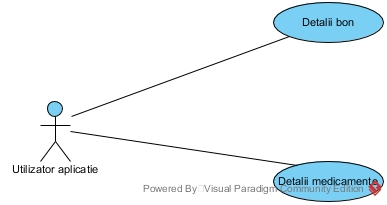 Detalii bon
Utilizator aplicatie
Detalii medicamente
Powered By Visual Paradigm Community Edition